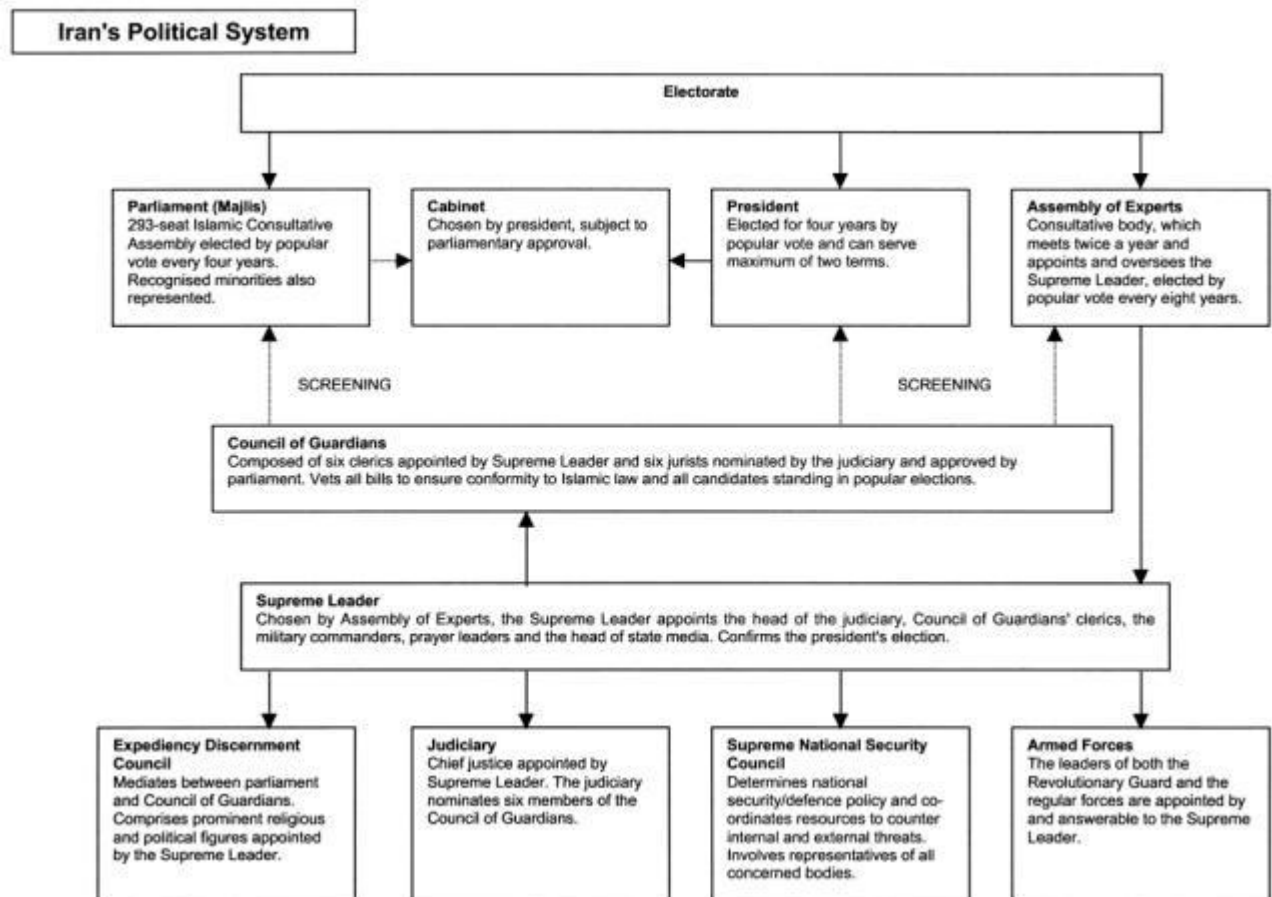 Iran's Political System
Electorate
Parliament (Majlis)
293-seat Islamic Consultative
Assembly elected by popular
vote every four years.
Recognised minorities also
represented.
Cabinet
Chosen by president, subject to
parliamentary approval.
President
Elected for four years by
popular vote and can serve
maximum of two terms.
Assembly of Experts
Consultative body, which
meets twice a year and
appoints and oversees the
Supreme Leader, elected by
popular vote every eight years.
SCREENING
SCREENING
Council of Guardians
Composed of six clerics appointed by Supreme Leader and six jurists nominated by the judiciary and approved by
parliament. Vets all bills to ensure conformity to Islamic law and all candidates standing in popular elections.
Supreme Leader
Chosen by Assembly of Experts, the Supreme Leader appoints the head of the judiciary, Council of Guardians' clerics, the
military commanders, prayer leaders and the head of state media. Confirms the president's election.
Expediency Discernment
Council
Mediates between parliament
and Council of Guardians.
Comprises prominent religious
and political figures appointed
by the Supreme Leader.
Judiciary
Chief justice appointed by
Supreme Leader. The judiciary
nominates six members of the
Council of Guardians.
Supreme National Security
Council
Determines national
security/defence policy and co-
ordinates resources to counter
internal and external threats.
Involves representatives of all
concerned bodies.
Armed Forces
The leaders of both the
Revolutionary Guard and the
regular forces are appointed by
and answerable to the Supreme
Leader.